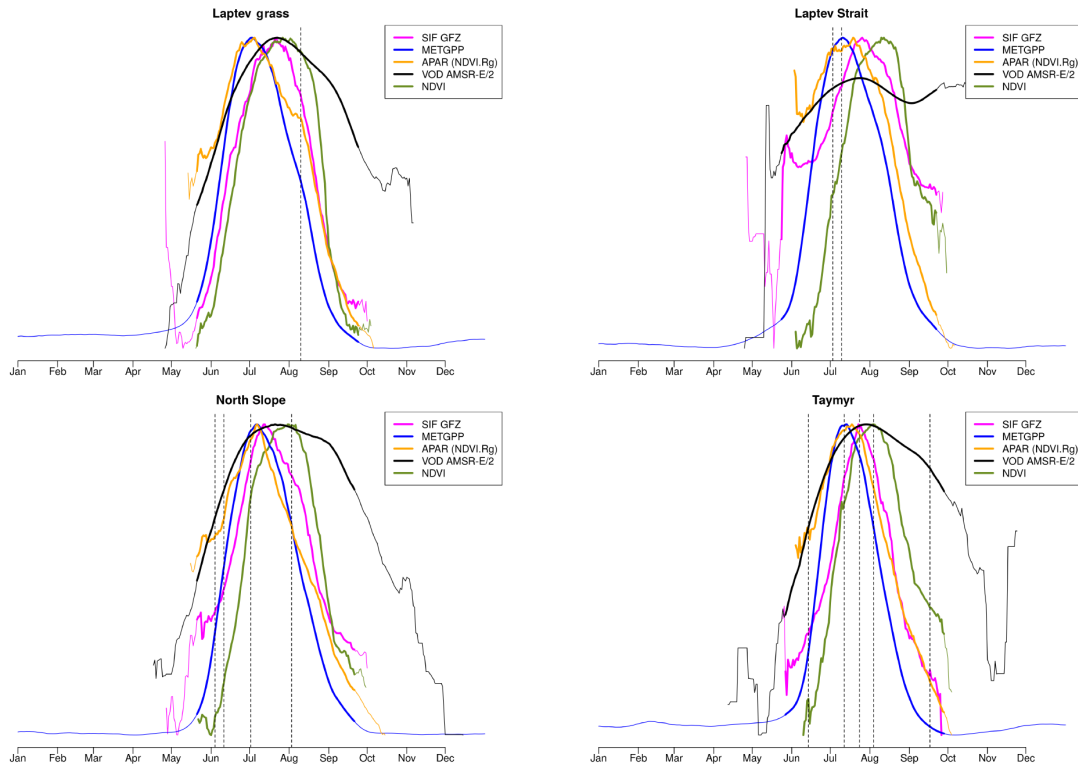 Laptev grass
SIF GFZ
METGPP
APAR (NDVI.Rg)
VOD AMSR-E/2
NDVI
Jan Feb Mar Apr May Jun Jul Aug Sep Oct Nov Dec
Laptev Strait
SIF GFZ
METGPP
APAR (NDVI.Rg)
VOD AMSR-E/2
NDVI
Jan Feb Mar Apr May Jun Jul Aug Sep Oct Nov Dec
North Slope
SIF GFZ
METGPP
APAR (NDVI.Rg)
VOD AMSR-E/2
NDVI
Jan Feb Mar Apr May Jun Jul Aug Sep Oct Nov Dec
Taymyr
SIF GFZ
METGPP
APAR (NDVI.Rg)
VOD AMSR-E/2
NDVI
Jan Feb Mar Apr May Jun Jul Aug Sep Oct Nov Dec